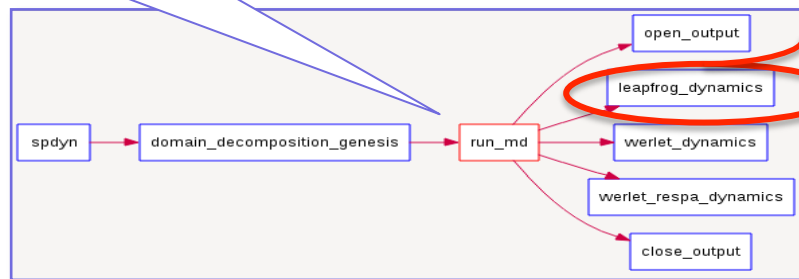 open_output
leapfrog_dynamics
spdyn
domain_decomposition_genesis
run_md
werlet_dynamics
werlet_respa_dynamics
close_output